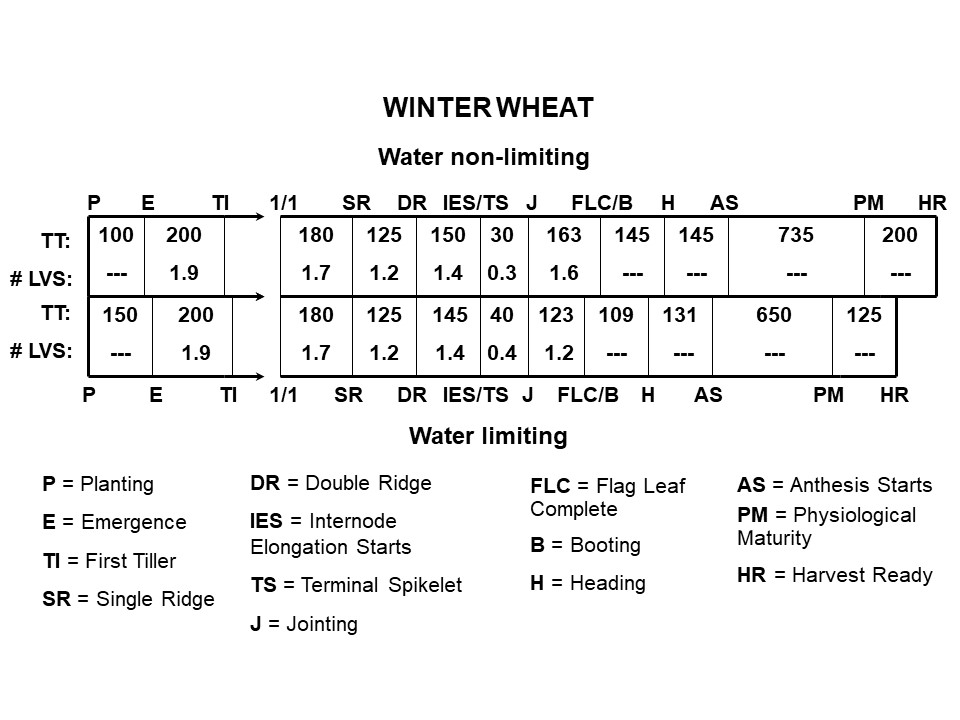 WINTER WHEAT
Water non-limiting
P E TI 1/1 SR DR IES/TS J FLC/B H AS PM HR
TT: 100 200 180 125 150 30 163 145 145 735 200
# LVS: --- 1.9 1.7 1.2 1.4 0.3 1.6 --- --- --- ---
TT: 150 200 180 125 145 40 123 109 131 650 125
# LVS: --- 1.9 1.7 1.2 1.4 0.4 1.2 --- --- --- ---
P E TI 1/1 SR DR IES/TS J FLC/B H AS PM HR
Water limiting
P = Planting
E = Emergence
TI = First Tiller
SR = Single Ridge
DR = Double Ridge
IES = Internode
Elongation Starts
TS = Terminal Spikelet
J = Jointing
FLC = Flag Leaf
Complete
B = Booting
H = Heading
AS = Anthesis Starts
PM = Physiological
Maturity
HR = Harvest Ready